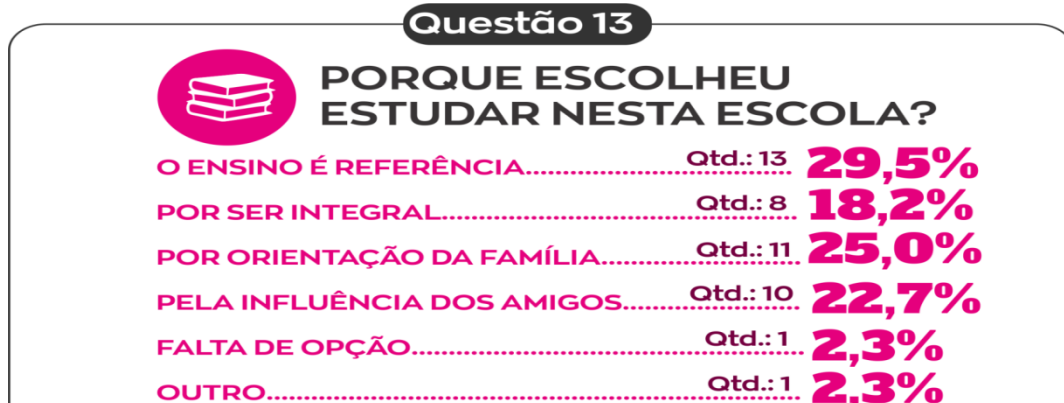 Questão 13
PORQUE ESCOLHEU
ESTUDAR NESTA ESCOLA?
O ENSINO É REFERÊNCIA.......................................... Qtd.: 13 29,5%
POR SER INTEGRAL....................................................... Qtd.: 8 18,2%
POR ORIENTAÇÃO DA FAMÍLIA.............................. Qtd.: 11 25,0%
PELA INFLUÊNCIA DOS AMIGOS........................... Qtd.: 10 22,7%
FALTA DE OPÇÃO............................................................ Qtd.: 1 2,3%
OUTRO.................................................................................. Qtd.: 1 2,3%